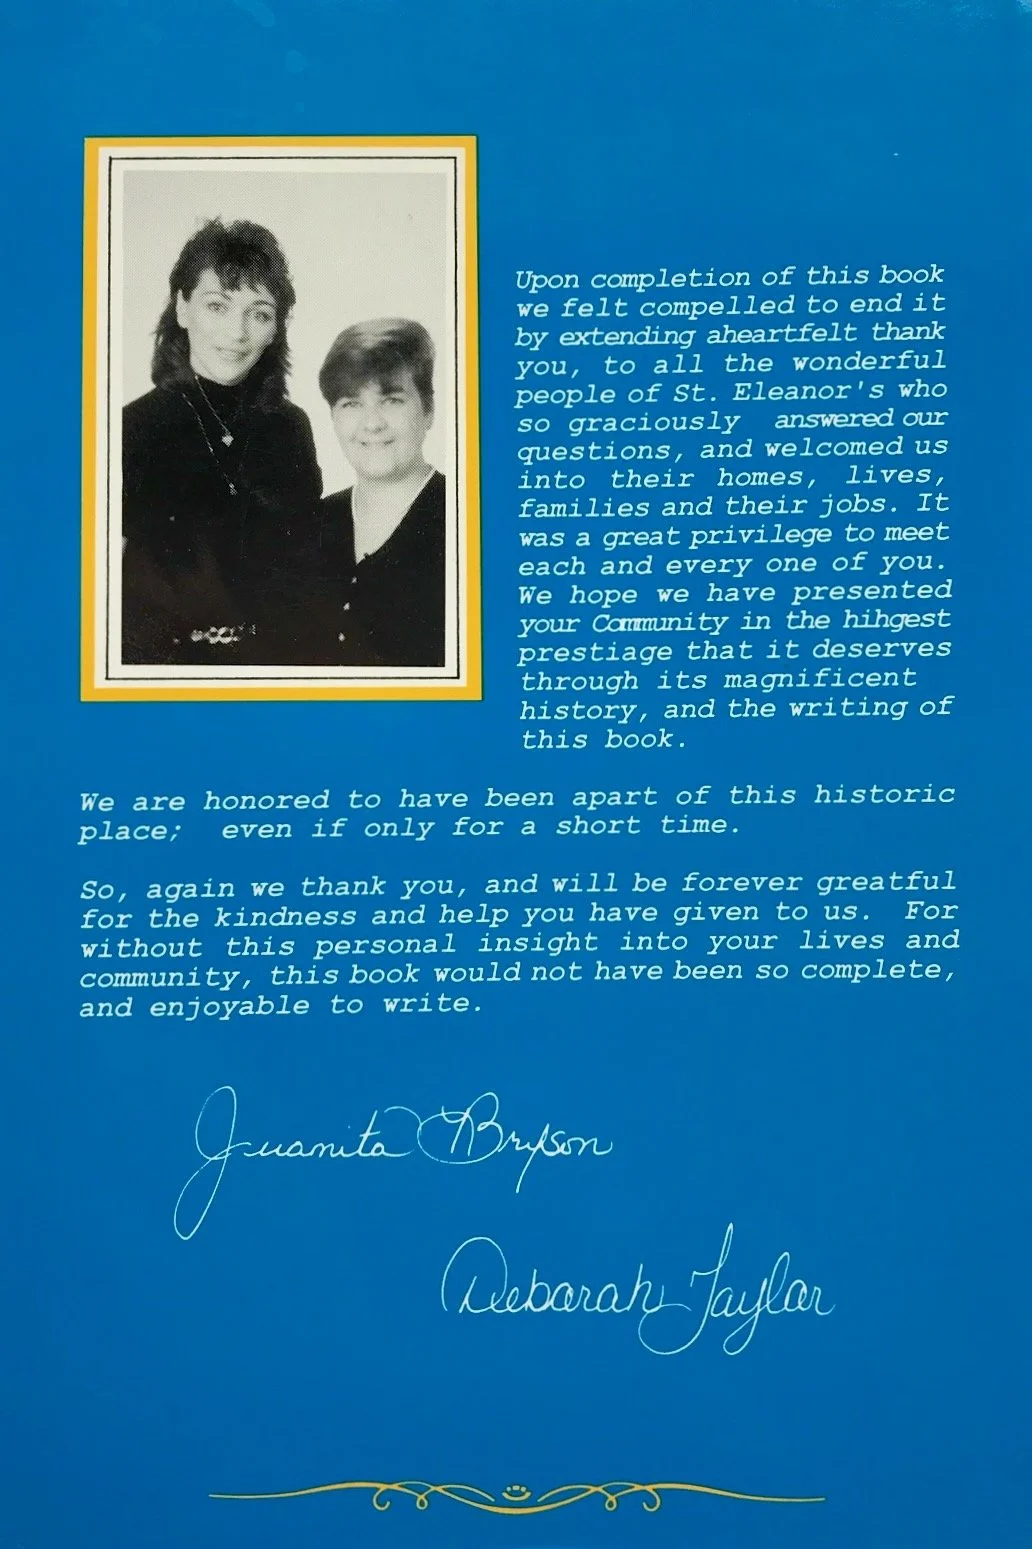 Upon completion of this book
we felt compelled to end it
by extending aheartfelt thank
you, to all the wonderful
people of St. Eleanor's who
so graciously answered our
questions, and welcomed us
into their homes, lives,
families and their jobs. It
was a great privilege to meet
each and every one of you.
We hope we have presented
your Community in the hihgest
prestiage that it deserves
through its magnificent
history, and the writing of
this book.
We are honored to have been apart of this historic
place; even if only for a short time.
So, again we thank you, and will be forever greatful
for the kindness and help you have given to us. For
without this personal insight into your lives and
community, this book would not have been so complete,
and enjoyable to write.
Juanita Bryson
Debarah Taylor